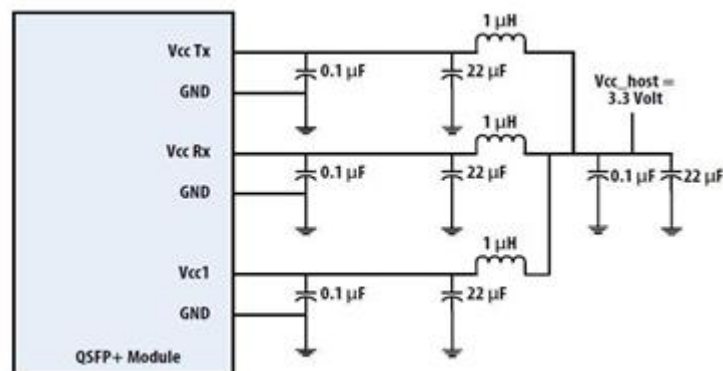 1 μH
Vcc Tx
0.1 μF
22 μF
GND
Vcc_host =
3.3 Volt
1 μH
Vcc Rx
0.1 μF
22 μF
0.1 μF
22 μF
GND
1 μH
Vcc1
0.1 μF
22 μF
GND
QSFP+ Module